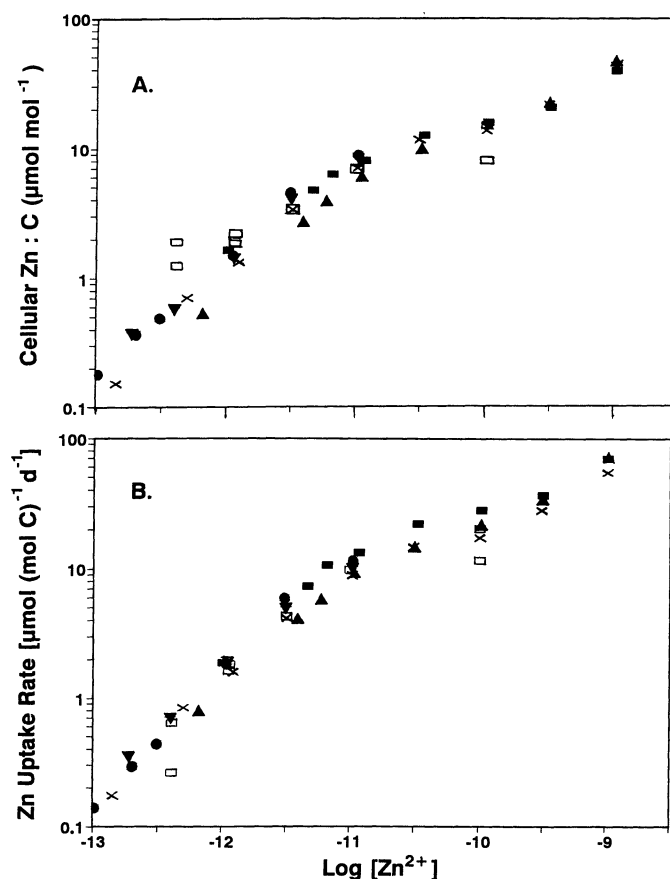 A.
Cellular Zn : C (µmol mol ⁻¹)
100
10
1
0.1
B.
Zn Uptake Rate [µmol (mol C)⁻¹ d⁻¹]
100
10
1
0.1
-13 -12 -11 -10 -9
Log [Zn²⁺]